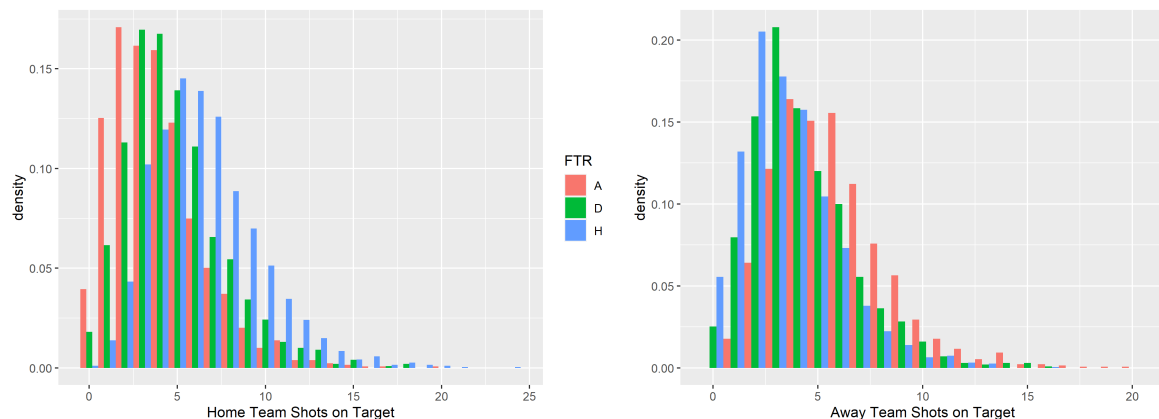 density
0.15
0.10
0.05
0.00
0 5 10 15 20 25
Home Team Shots on Target
FTR
A
D
H
density
0.20
0.15
0.10
0.05
0.00
0 5 10 15 20
Away Team Shots on Target